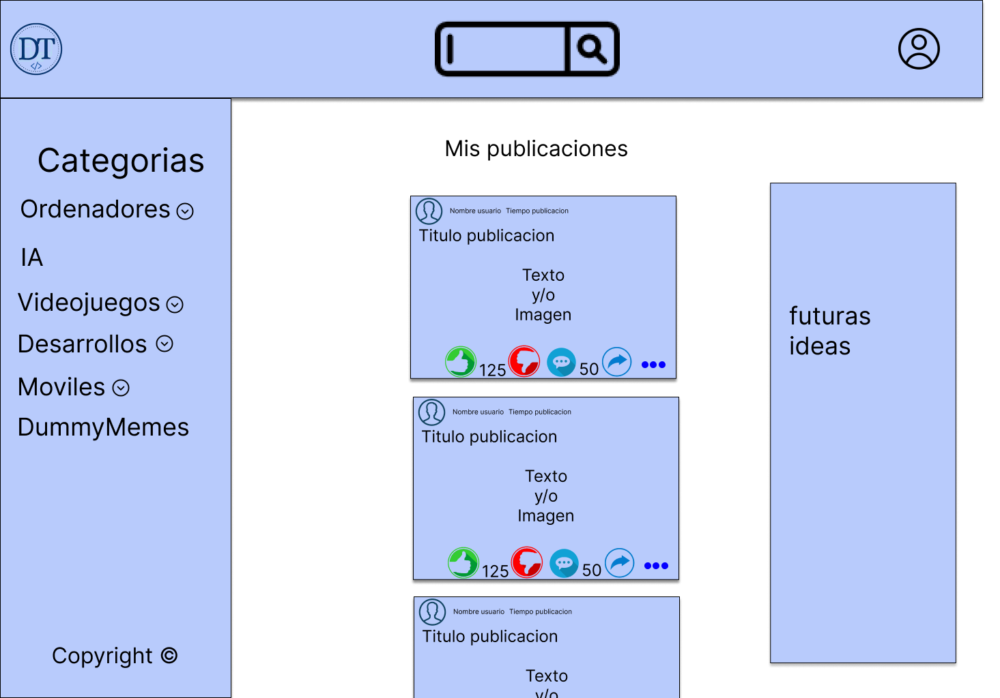 DT
</>
Categorias
Ordenadores
IA
Videojuegos
Desarrollos
Moviles
DummyMemes
Copyright ©
Mis publicaciones
Nombre usuario Tiempo publicacion
Titulo publicacion
Texto
y/o
Imagen
125 50
Nombre usuario Tiempo publicacion
Titulo publicacion
Texto
y/o
Imagen
125 50
Nombre usuario Tiempo publicacion
Titulo publicacion
Texto
y/o
futuras
ideas